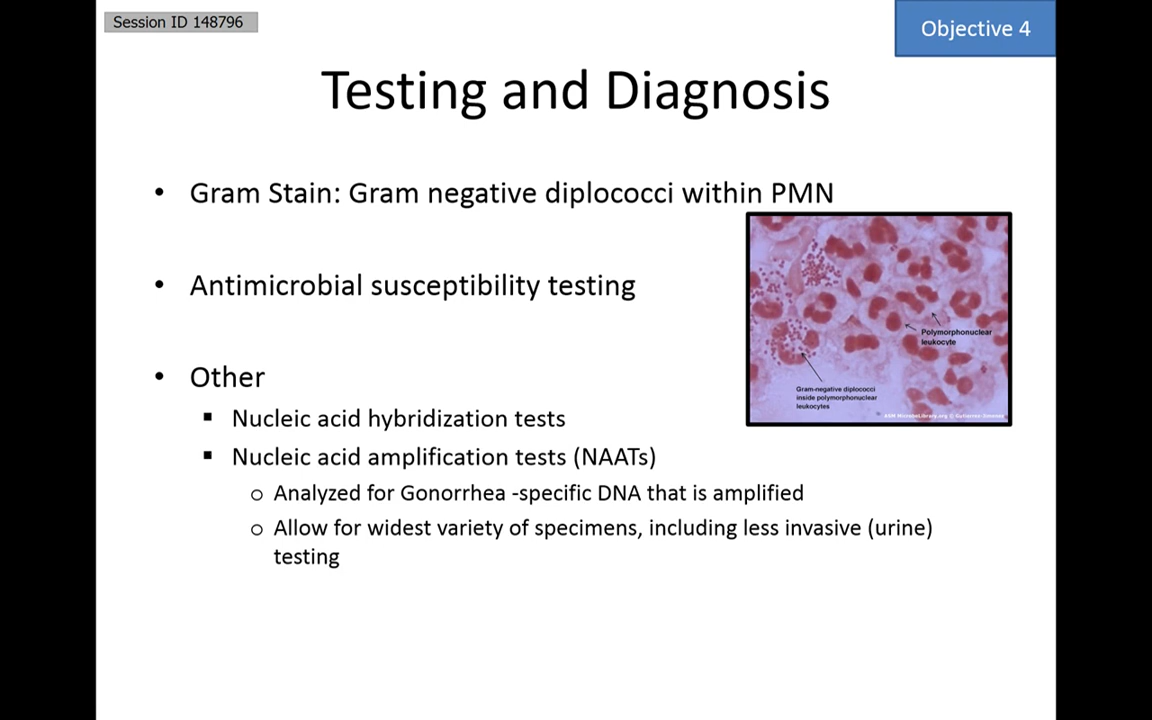 Session ID 148796
Objective 4
Testing and Diagnosis
• Gram Stain: Gram negative diplococci within PMN
• Antimicrobial susceptibility testing
Polymorphonuclear
leukocyte
Gram-negative diplococci
inside polymorphonuclear
leukocytes
• Other
▪ Nucleic acid hybridization tests
▪ Nucleic acid amplification tests (NAATs)
o Analyzed for Gonorrhea -specific DNA that is amplified
o Allow for widest variety of specimens, including less invasive (urine)
testing